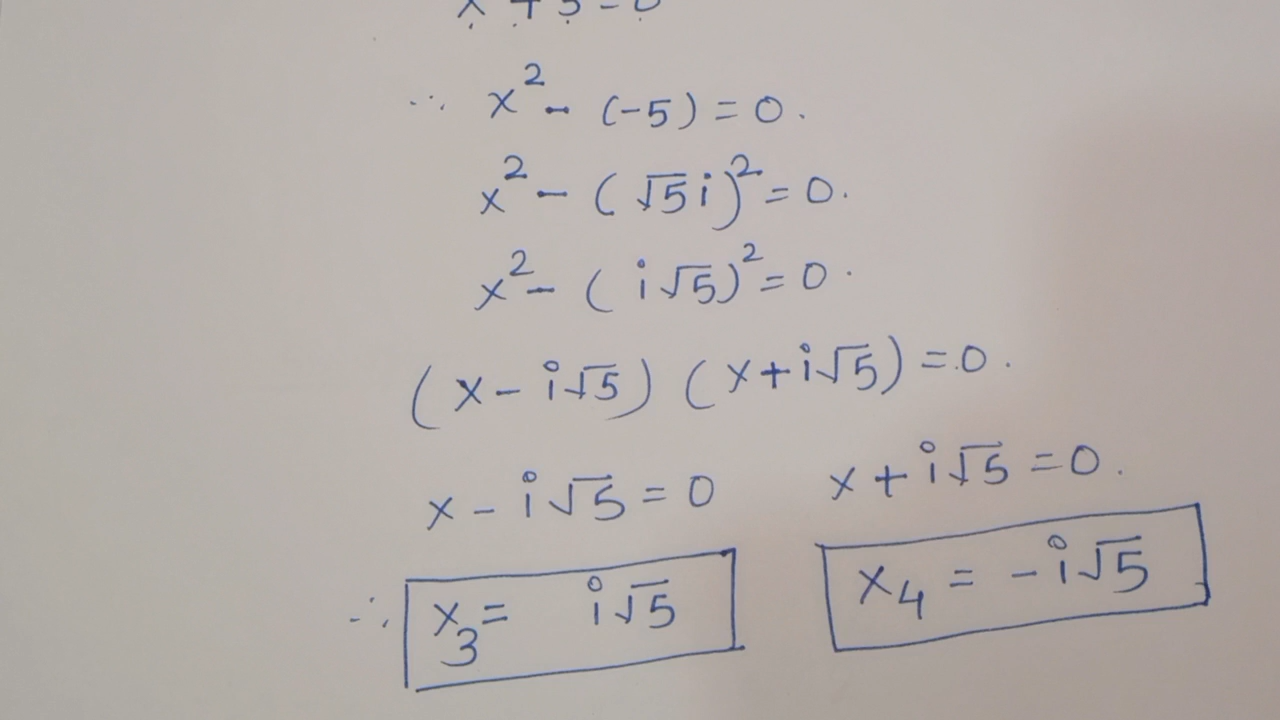 ∴ x² - (-5) = 0.
x² - (√5i)² = 0.
x² - (i√5)² = 0.
(x - i√5) (x + i√5) = 0.
x - i√5 = 0 x + i√5 = 0.
∴ x₃ = i√5 x₄ = -i√5